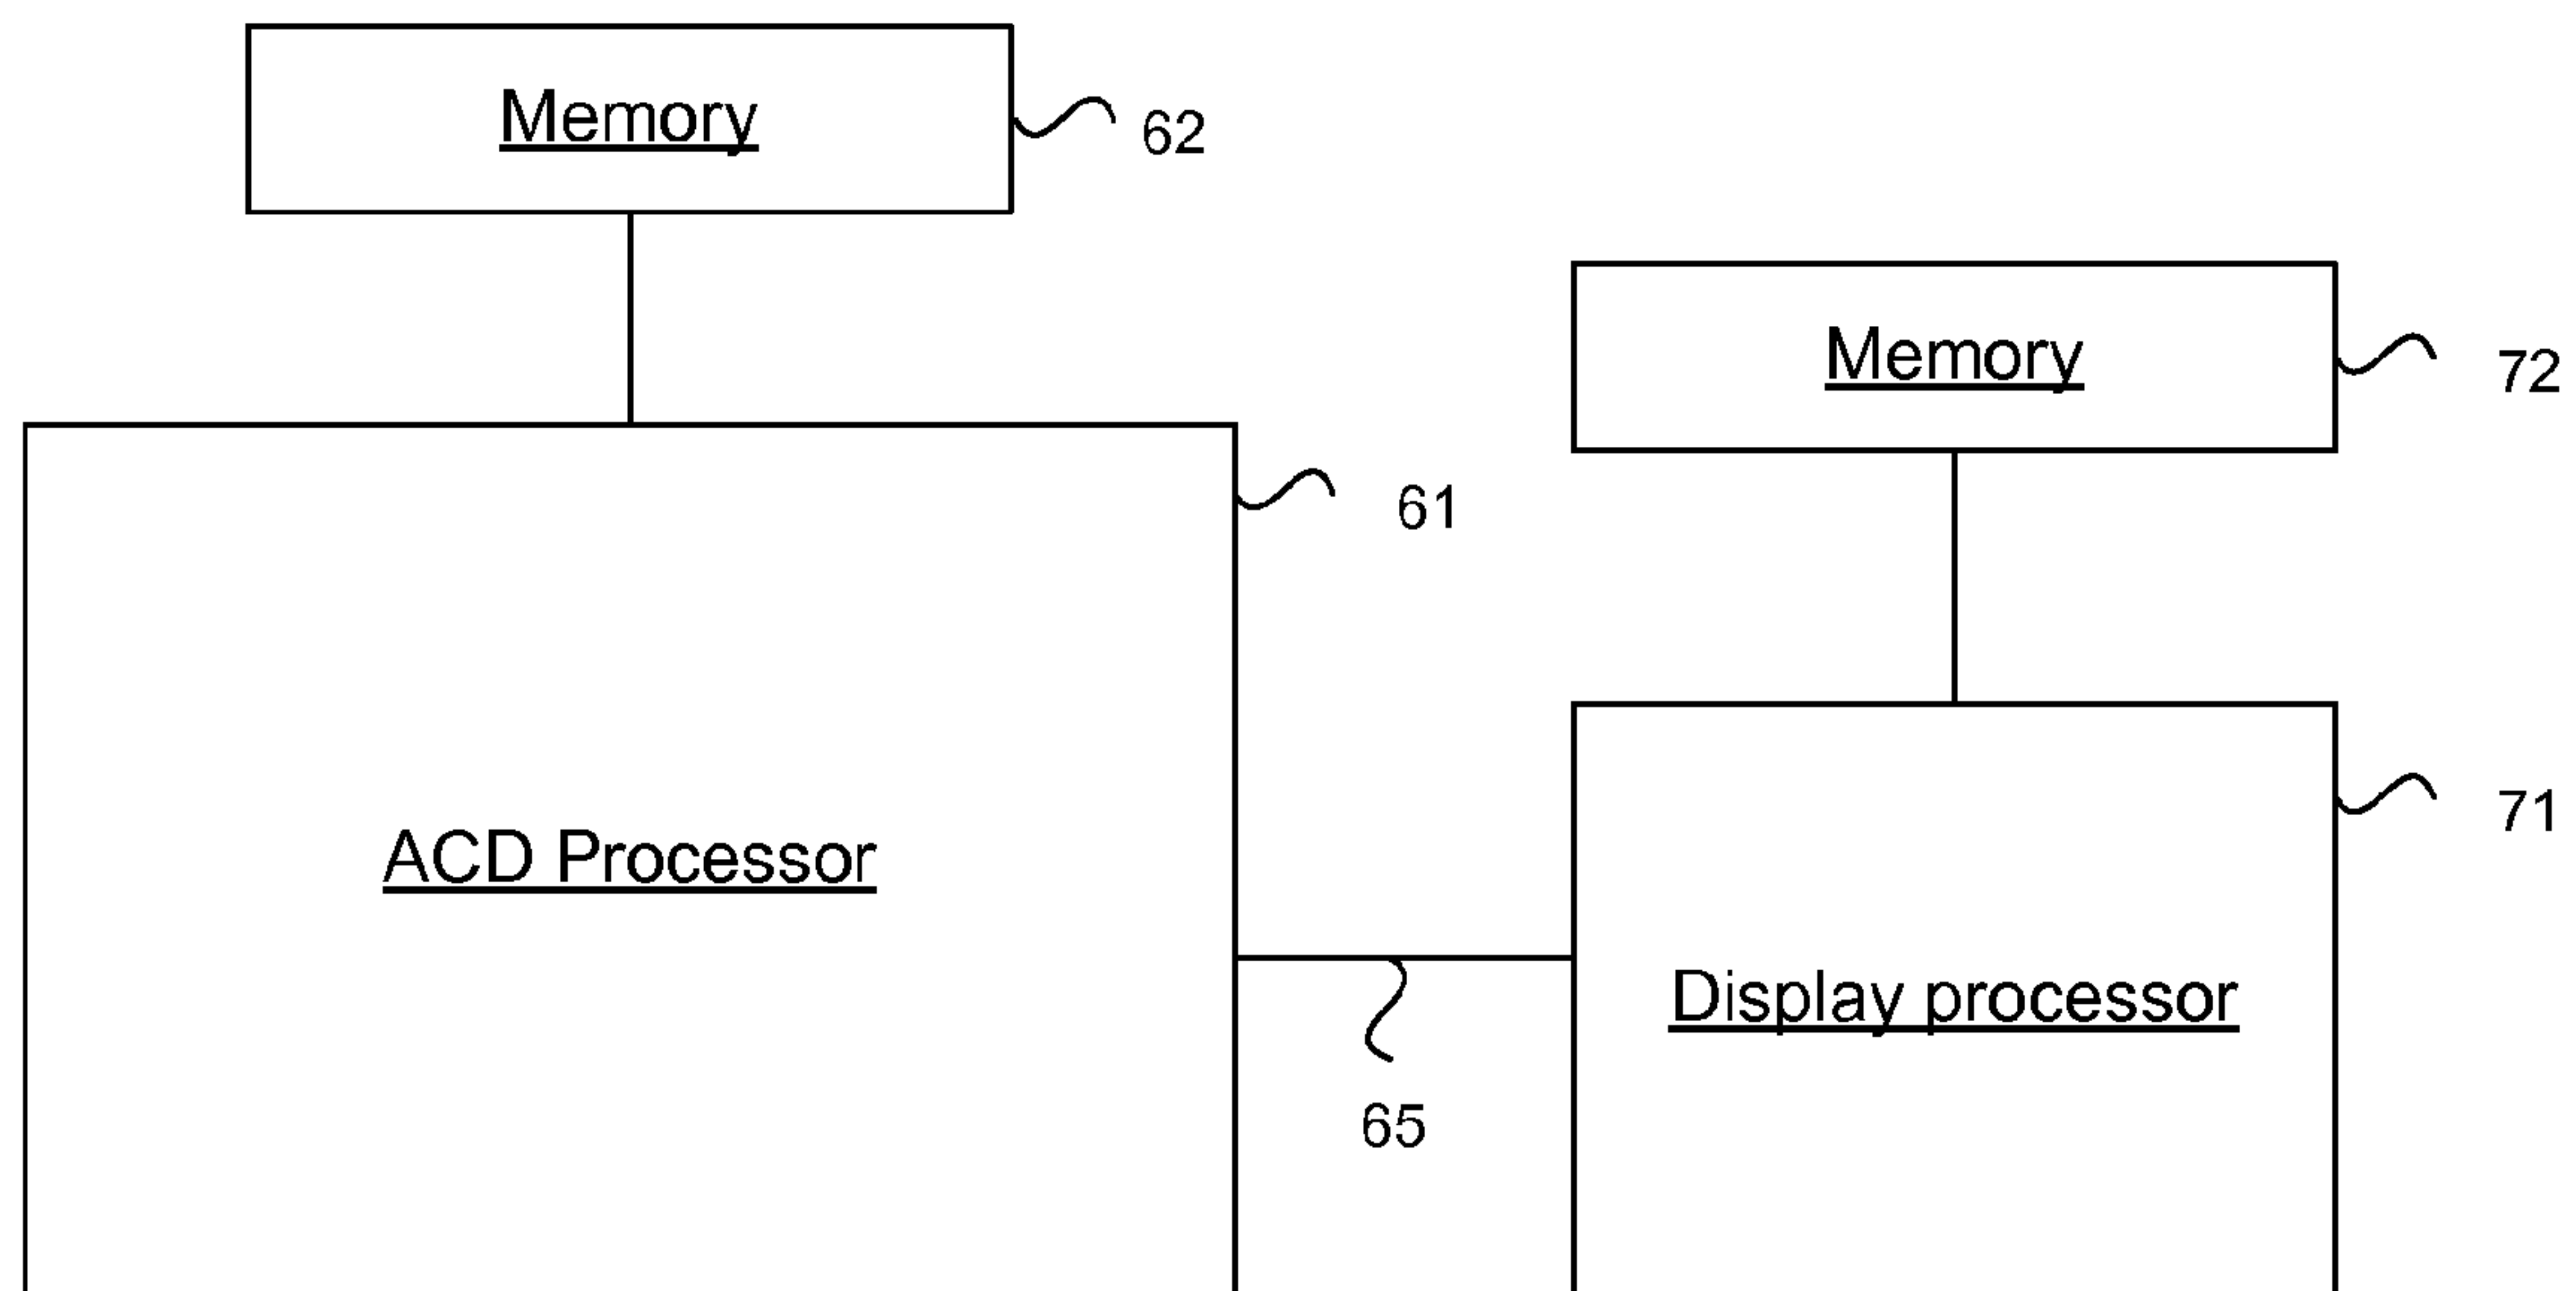 Memory
62
Memory
72
61
71
ACD Processor
Display processor
65